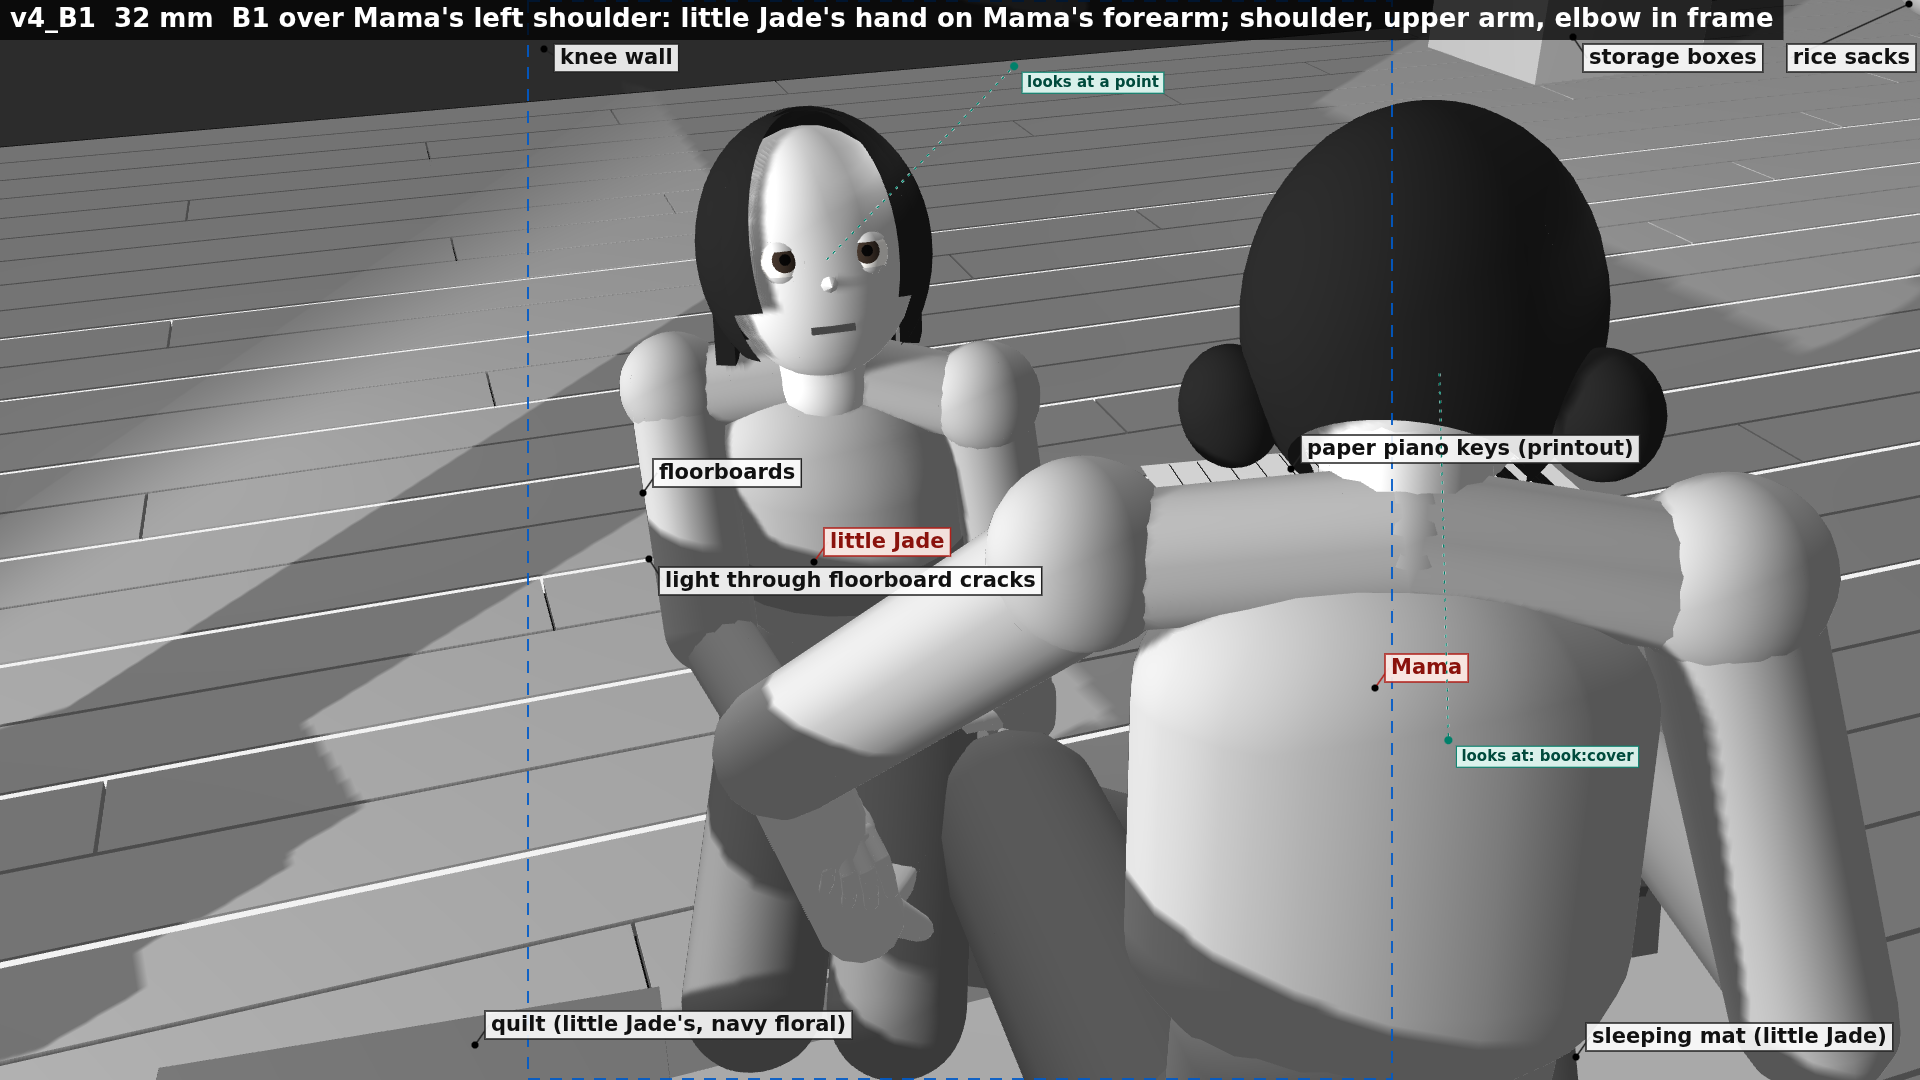 v4_B1 32 mm B1 over Mama's left shoulder: little Jade's hand on Mama's forearm; shoulder, upper arm, elbow in frame
knee wall
storage boxes
rice sacks
looks at a point
paper piano keys (printout)
floorboards
little Jade
light through floorboard cracks
Mama
looks at: book:cover
quilt (little Jade's, navy floral)
sleeping mat (little Jade)